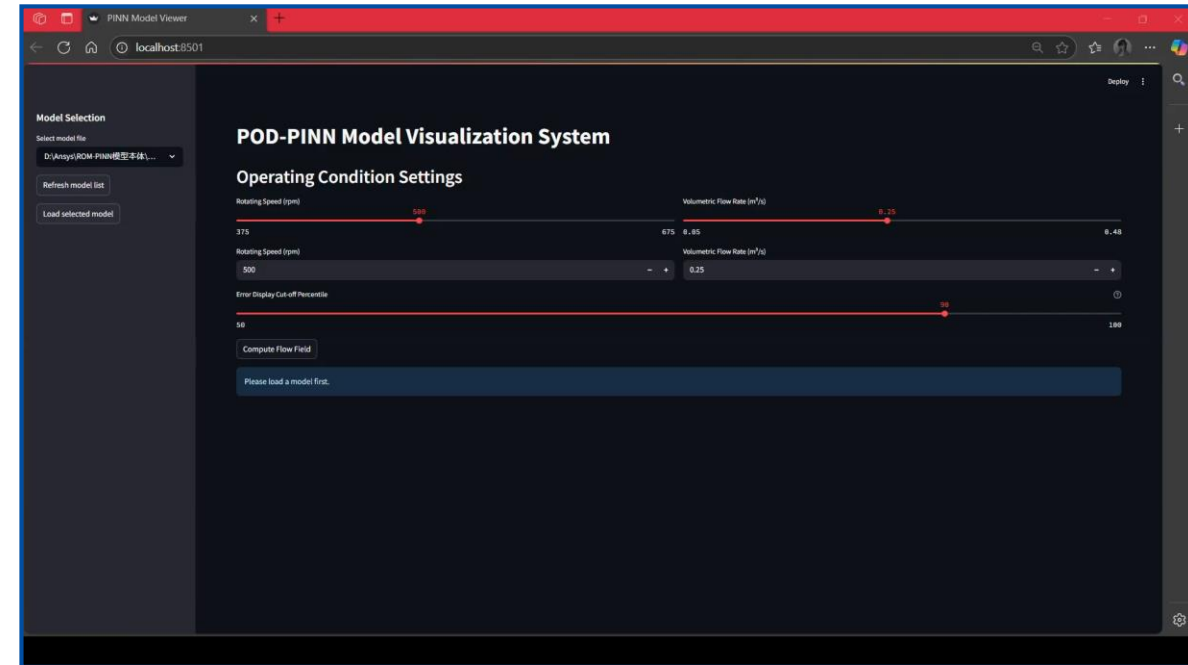 PINN Model Viewer
localhost:8501
Deploy
Model Selection
Select model file
D:\Ansys\ROM-PINN模型本体\...
Refresh model list
Load selected model
POD-PINN Model Visualization System
Operating Condition Settings
Rotating Speed (rpm) Volumetric Flow Rate (m³/s)
500 0.25
375 675 0.05 0.48
Rotating Speed (rpm) Volumetric Flow Rate (m³/s)
500 - + 0.25 - +
Error Display Cut-off Percentile
90
50 100
Compute Flow Field
Please load a model first.